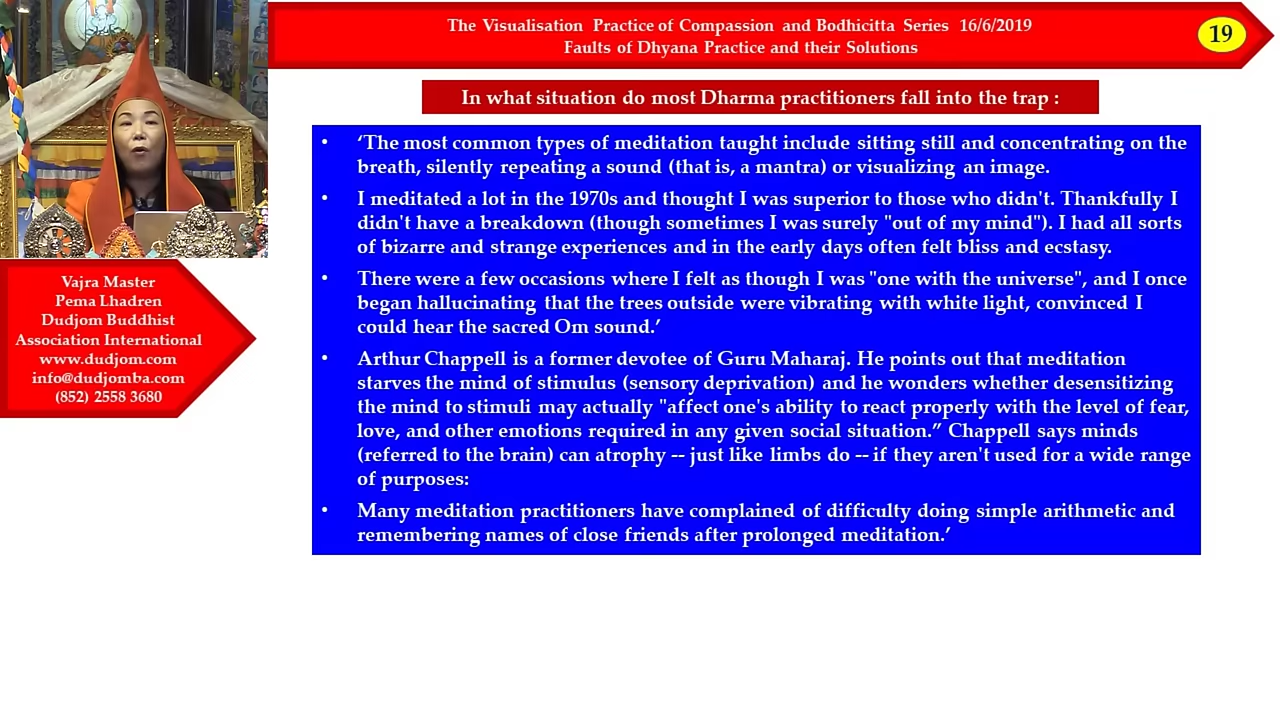 The Visualisation Practice of Compassion and Bodhicitta Series 16/6/2019
Faults of Dhyana Practice and their Solutions
19
In what situation do most Dharma practitioners fall into the trap :
• ‘The most common types of meditation taught include sitting still and concentrating on the
breath, silently repeating a sound (that is, a mantra) or visualizing an image.
• I meditated a lot in the 1970s and thought I was superior to those who didn't. Thankfully I
didn't have a breakdown (though sometimes I was surely "out of my mind"). I had all sorts
of bizarre and strange experiences and in the early days often felt bliss and ecstasy.
• There were a few occasions where I felt as though I was "one with the universe", and I once
began hallucinating that the trees outside were vibrating with white light, convinced I
could hear the sacred Om sound.’
• Arthur Chappell is a former devotee of Guru Maharaj. He points out that meditation
starves the mind of stimulus (sensory deprivation) and he wonders whether desensitizing
the mind to stimuli may actually "affect one's ability to react properly with the level of fear,
love, and other emotions required in any given social situation.” Chappell says minds
(referred to the brain) can atrophy -- just like limbs do -- if they aren't used for a wide range
of purposes:
• Many meditation practitioners have complained of difficulty doing simple arithmetic and
remembering names of close friends after prolonged meditation.’
Vajra Master
Pema Lhadren
Dudjom Buddhist
Association International
www.dudjom.com
info@dudjomba.com
(852) 2558 3680